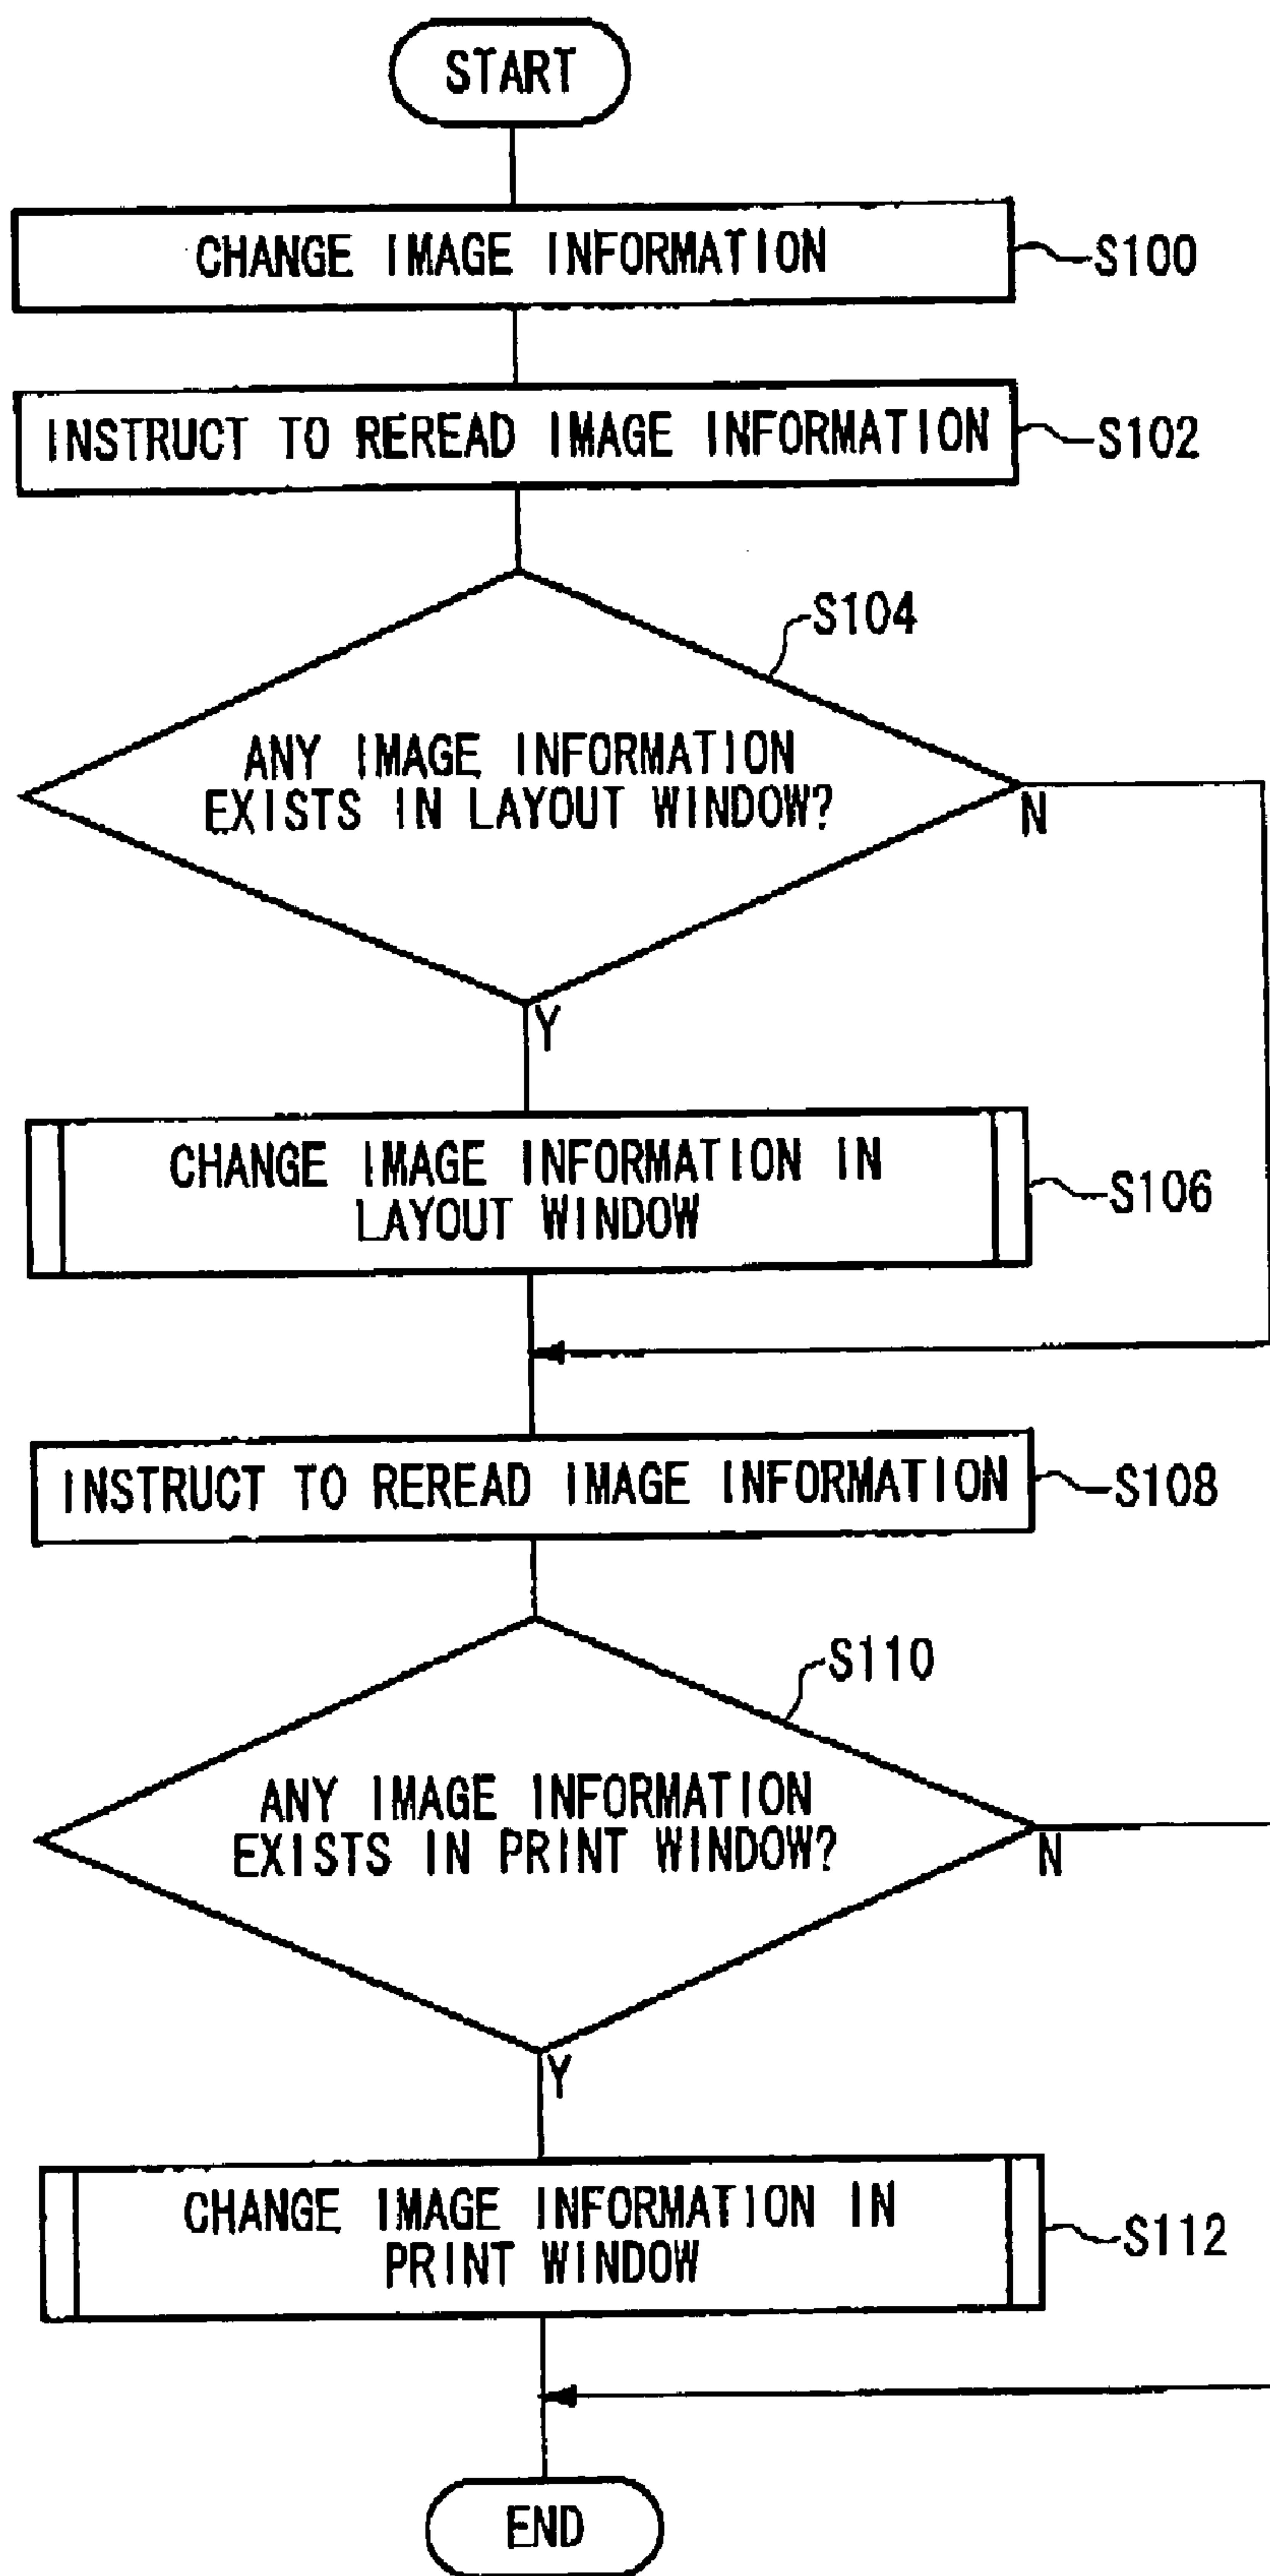 START
CHANGE IMAGE INFORMATION
S100
INSTRUCT TO REREAD IMAGE INFORMATION
S102
S104
ANY IMAGE INFORMATION
EXISTS IN LAYOUT WINDOW?
N
Y
CHANGE IMAGE INFORMATION IN
LAYOUT WINDOW
S106
INSTRUCT TO REREAD IMAGE INFORMATION
S108
S110
ANY IMAGE INFORMATION
EXISTS IN PRINT WINDOW?
N
Y
CHANGE IMAGE INFORMATION IN
PRINT WINDOW
S112
END